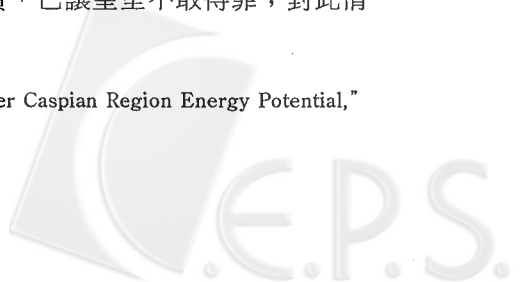 ，已讓皇室不敢得罪，對此情
er Caspian Region Energy Potential,”
C.E.P.S.